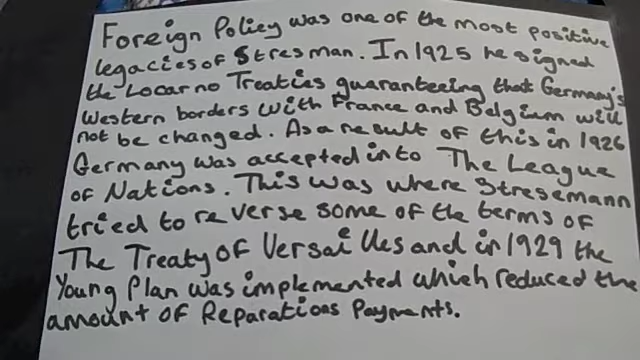 Foreign Policy was one of the most positive
legacies of Stresman. In 1925 he signed
the Locarno Treaties guaranteeing that Germany's
Western borders with France and Belgium will
not be changed. As a result of this in 1926
Germany was accepted into The League
of Nations. This was where Stresemann
tried to reverse some of the terms of
The Treaty Of Versailles and in 1929 the
Young Plan was implemented which reduced the
amount of Reparations Payments.